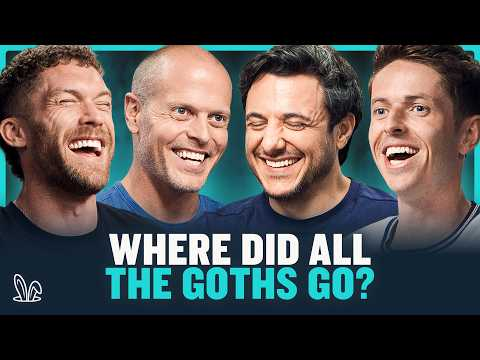 WHERE DID ALL
THE GOTHS GO?